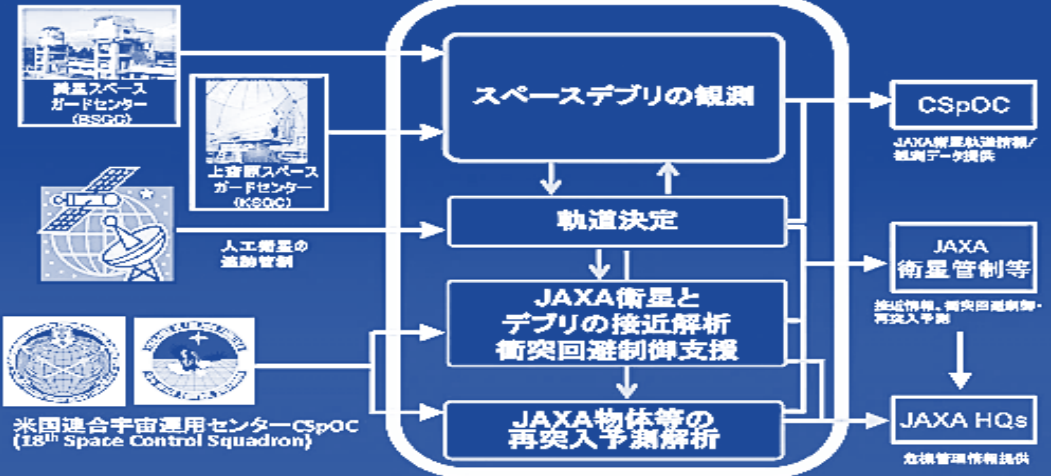 美星スペース
ガードセンター
(BSGC)
上齋原スペース
ガードセンター
(KSGC)
人工衛星の
追跡管制
米国連合宇宙運用センターCSpOC
(18th Space Control Squadron)
スペースデブリの観測
軌道決定
JAXA衛星と
デブリの接近解析
衝突回避制御支援
JAXA物体等の
再突入予測解析
CSpOC
JAXA衛星軌道情報/
観測データ提供
JAXA
衛星管制等
接近情報、衝突回避制御・
再突入予測
JAXA HQs
危機管理情報提供